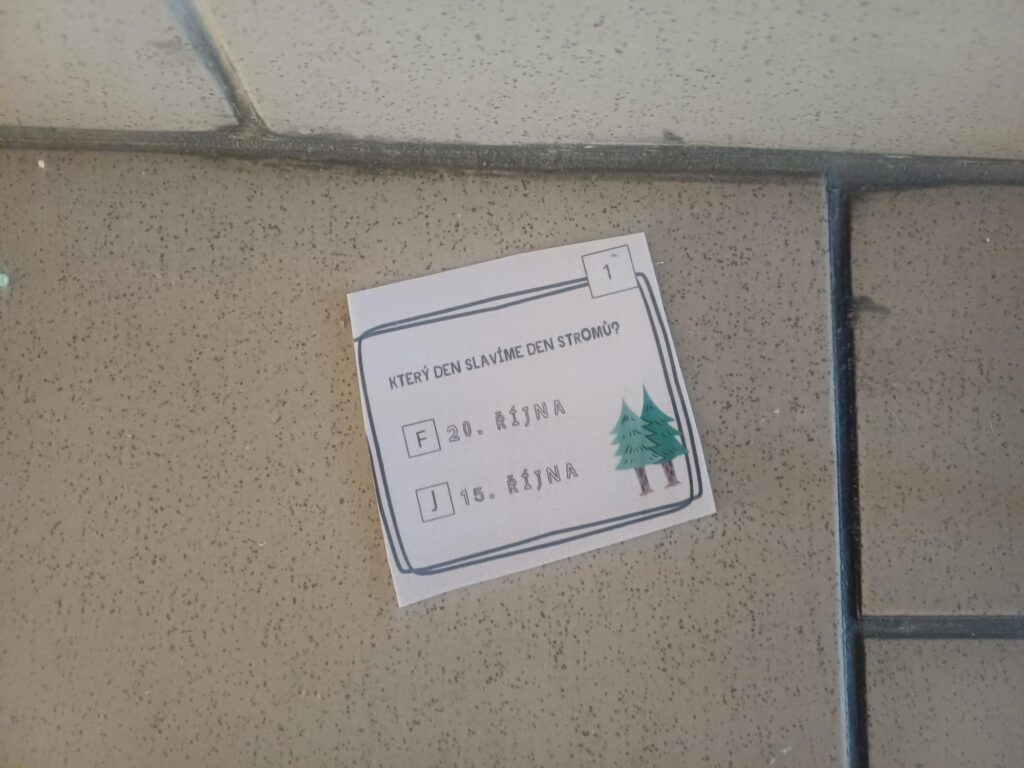 1
KTERÝ DEN SLAVÍME DEN STROMŮ?
F 20. ŘÍJNA
J 15. ŘÍJNA